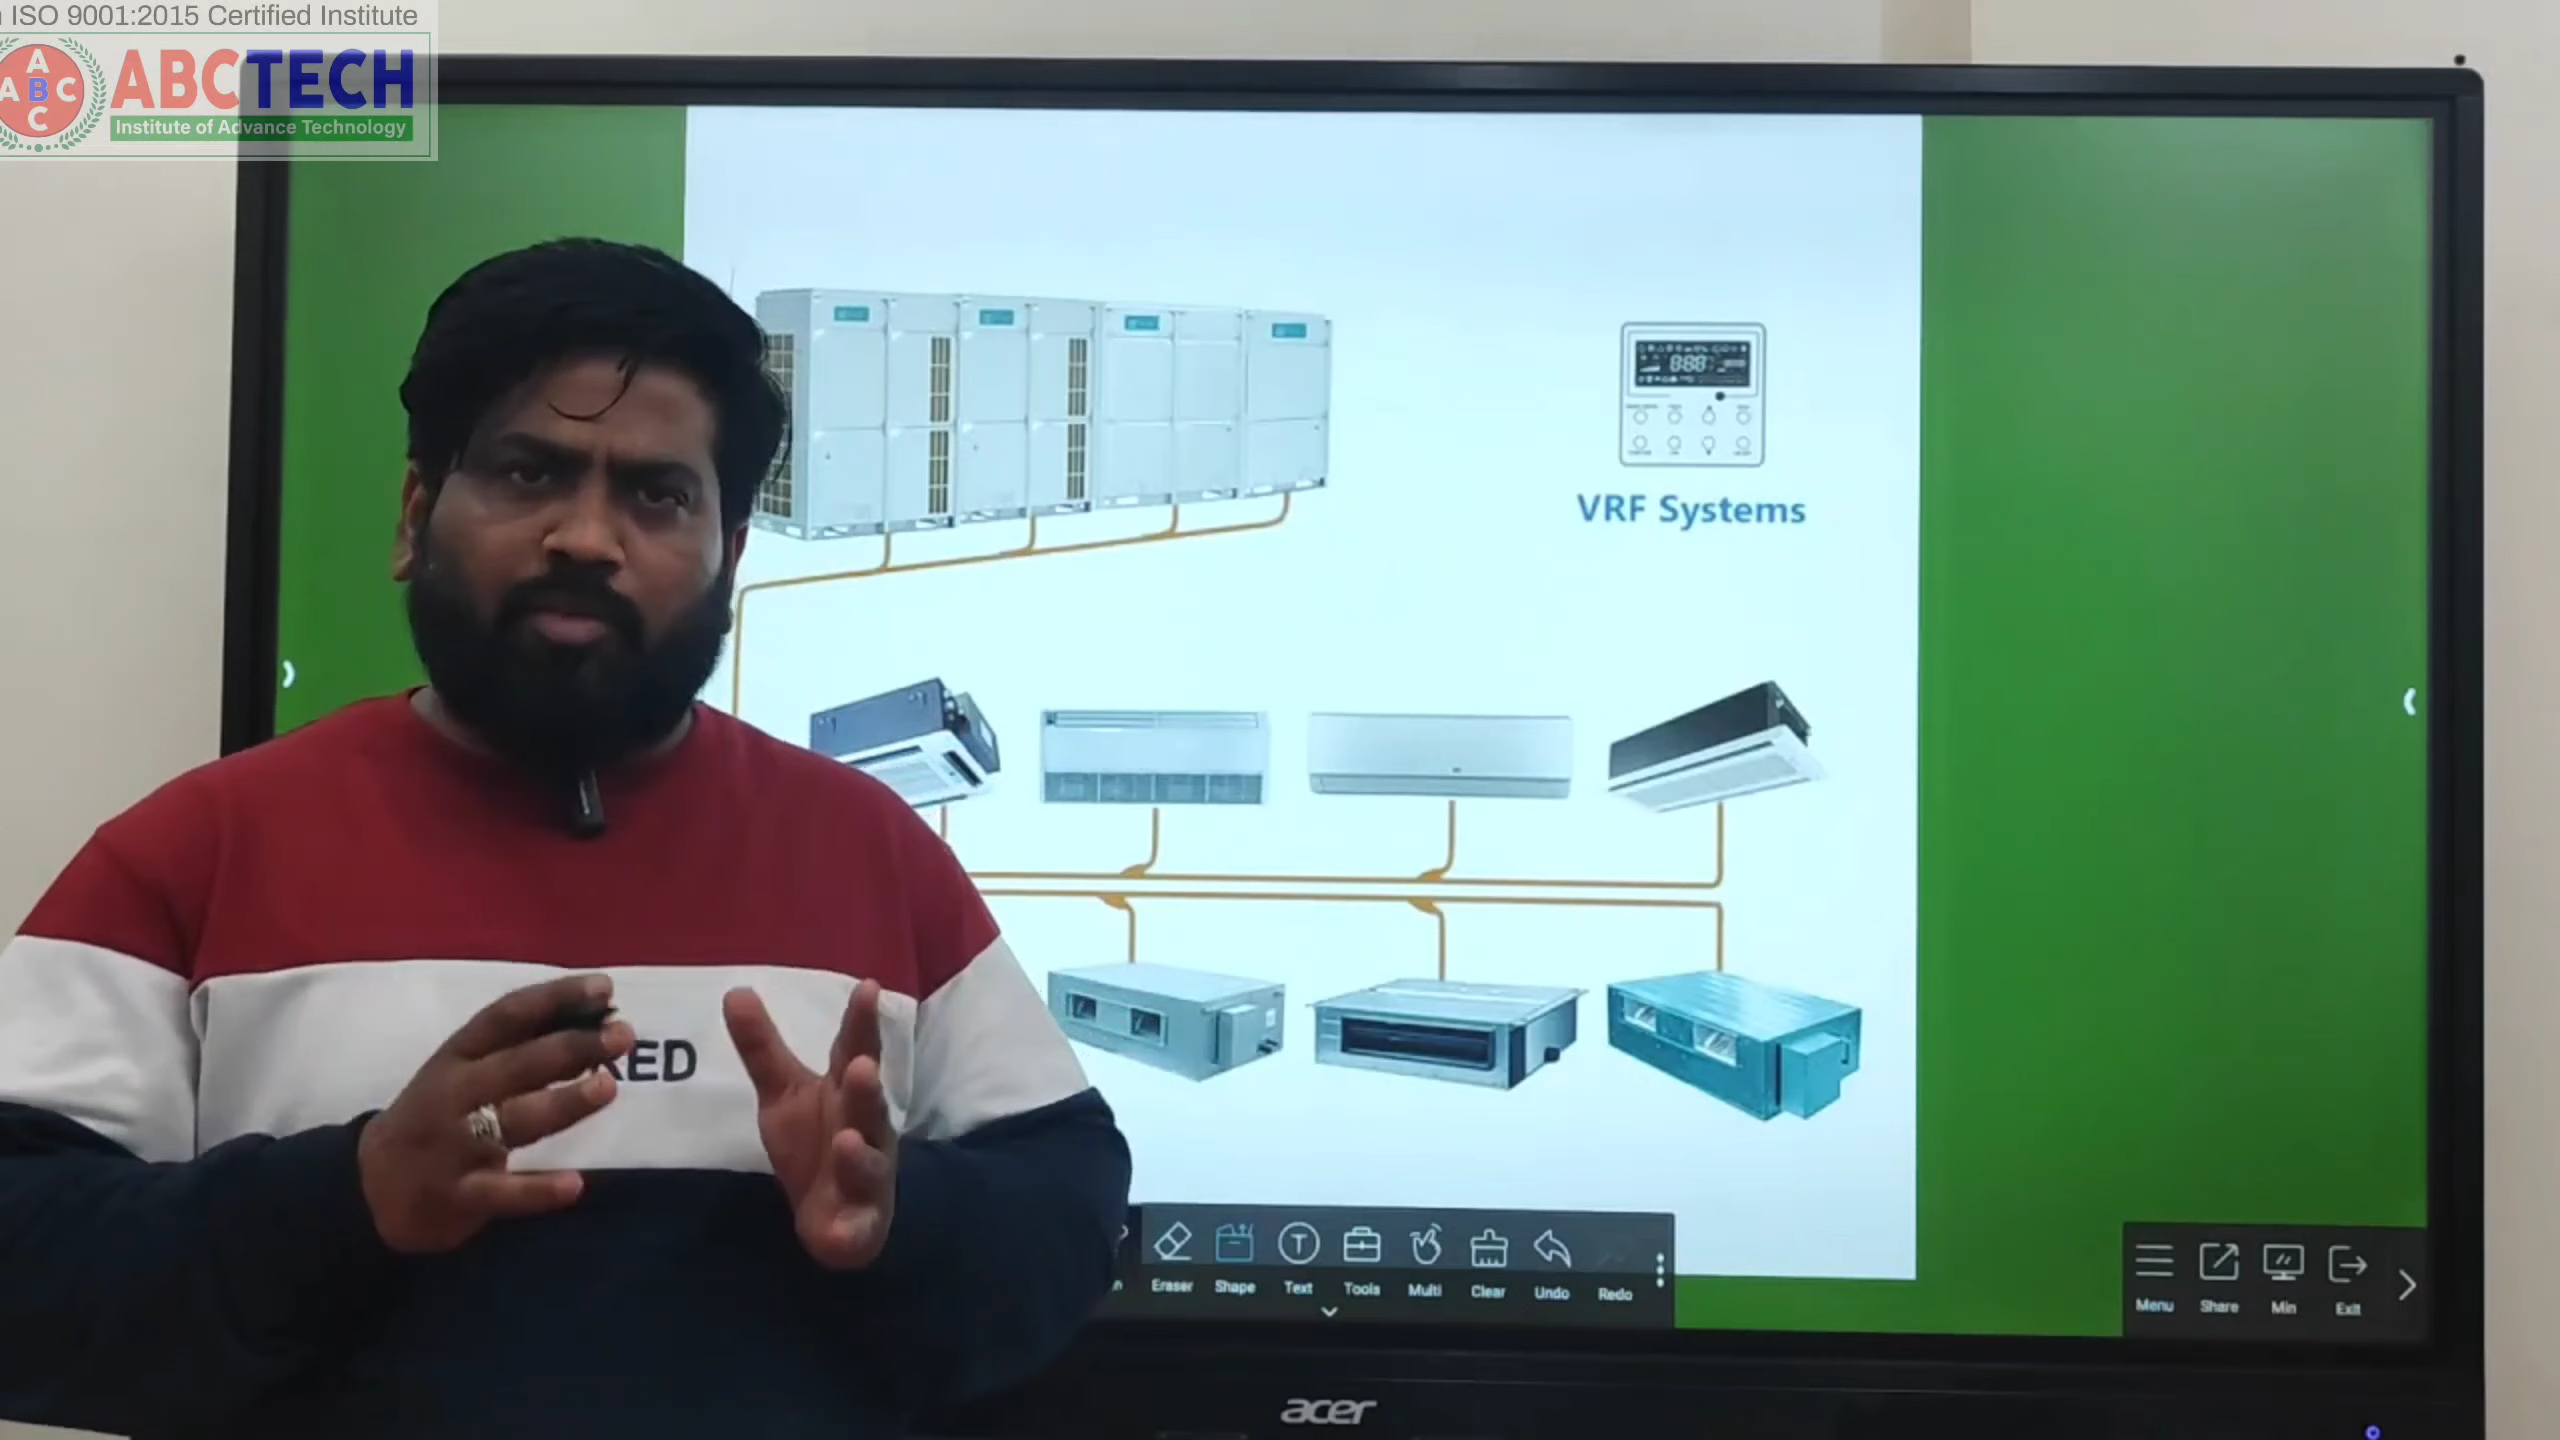 ISO 9001:2015 Certified Institute
A
A B C
C
ABCTECH
Institute of Advance Technology
888
VRF Systems
RED
Eraser
Shape
T
Text
Tools
Multi
Clear
Undo
Redo
Menu
Share
Min
Exit
acer